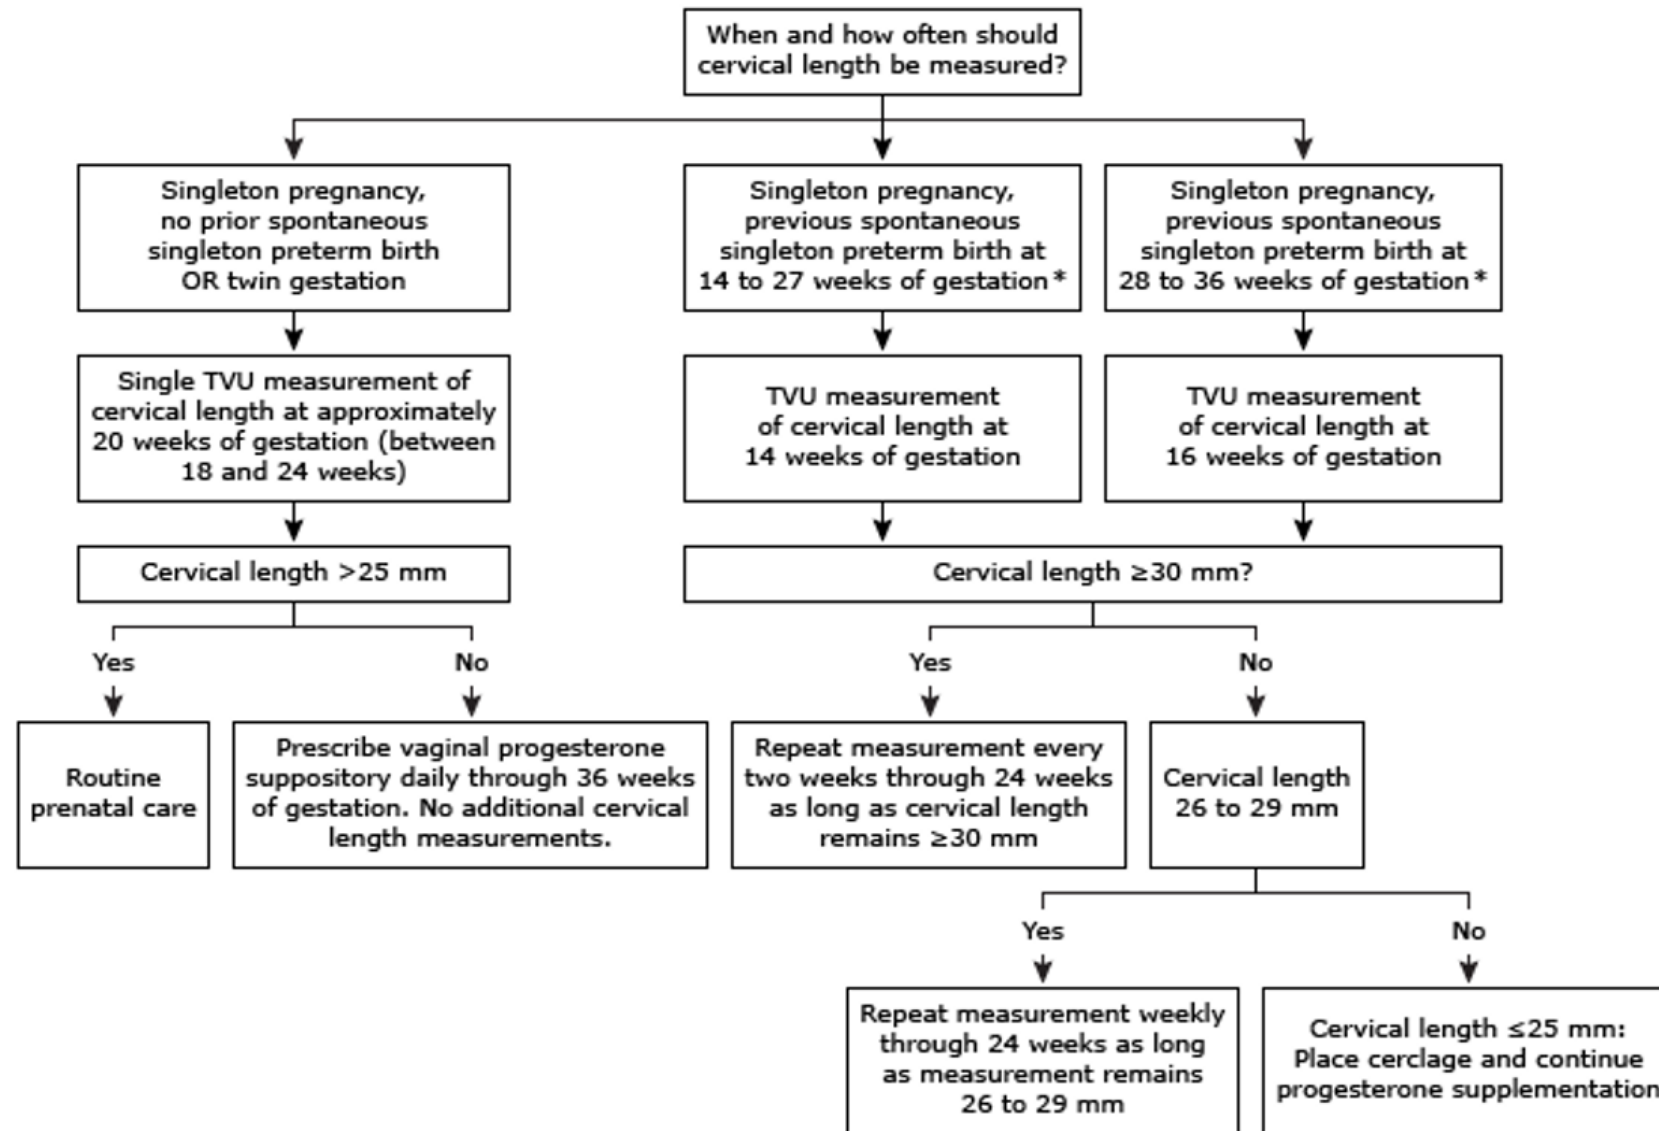 When and how often should
cervical length be measured?
Singleton pregnancy,
no prior spontaneous
singleton preterm birth
OR twin gestation
Singleton pregnancy,
previous spontaneous
singleton preterm birth at
14 to 27 weeks of gestation*
Singleton pregnancy,
previous spontaneous
singleton preterm birth at
28 to 36 weeks of gestation*
Single TVU measurement of
cervical length at approximately
20 weeks of gestation (between
18 and 24 weeks)
TVU measurement
of cervical length at
14 weeks of gestation
TVU measurement
of cervical length at
16 weeks of gestation
Cervical length >25 mm
Cervical length ≥30 mm?
Yes
No
Yes
No
Routine
prenatal care
Prescribe vaginal progesterone
suppository daily through 36 weeks
of gestation. No additional cervical
length measurements.
Repeat measurement every
two weeks through 24 weeks
as long as cervical length
remains ≥30 mm
Cervical length
26 to 29 mm
Yes
No
Repeat measurement weekly
through 24 weeks as long
as measurement remains
26 to 29 mm
Cervical length ≤25 mm:
Place cerclage and continue
progesterone supplementation